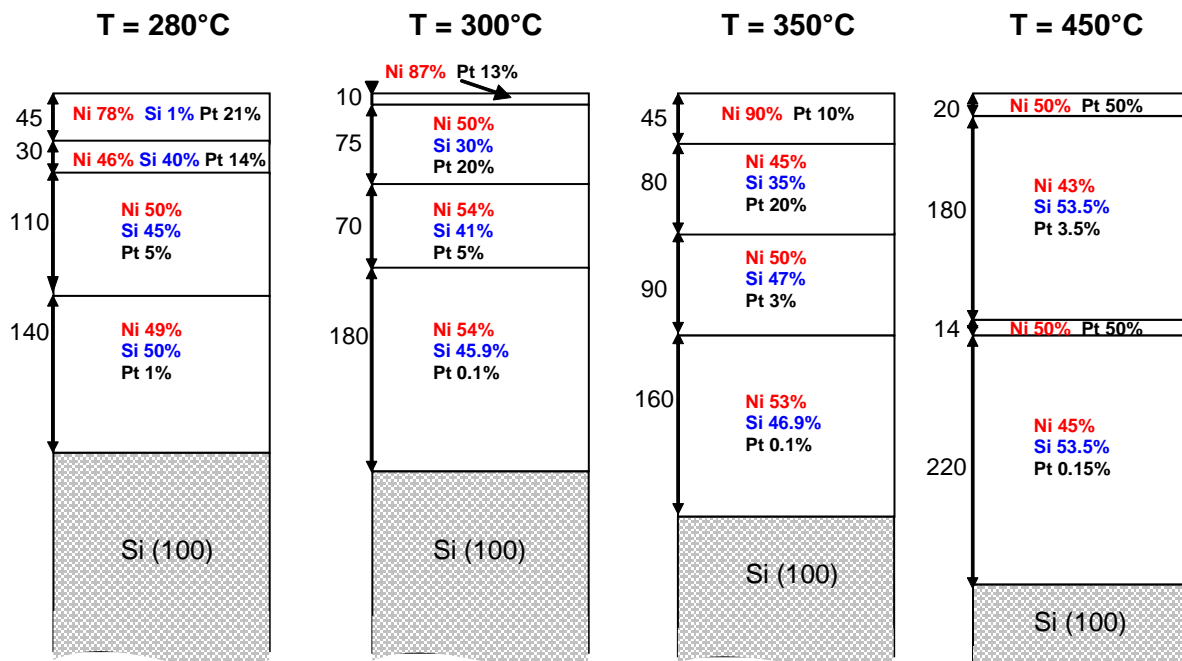 T = 280°C
45
Ni 78% Si 1% Pt 21%
30
Ni 46% Si 40% Pt 14%
110
Ni 50%
Si 45%
Pt 5%
140
Ni 49%
Si 50%
Pt 1%
Si (100)
T = 300°C
Ni 87% Pt 13%
10
75
Ni 50%
Si 30%
Pt 20%
70
Ni 54%
Si 41%
Pt 5%
180
Ni 54%
Si 45.9%
Pt 0.1%
Si (100)
T = 350°C
45
Ni 90% Pt 10%
80
Ni 45%
Si 35%
Pt 20%
90
Ni 50%
Si 47%
Pt 3%
160
Ni 53%
Si 46.9%
Pt 0.1%
Si (100)
T = 450°C
20
Ni 50% Pt 50%
180
Ni 43%
Si 53.5%
Pt 3.5%
14
Ni 50% Pt 50%
220
Ni 45%
Si 53.5%
Pt 0.15%
Si (100)